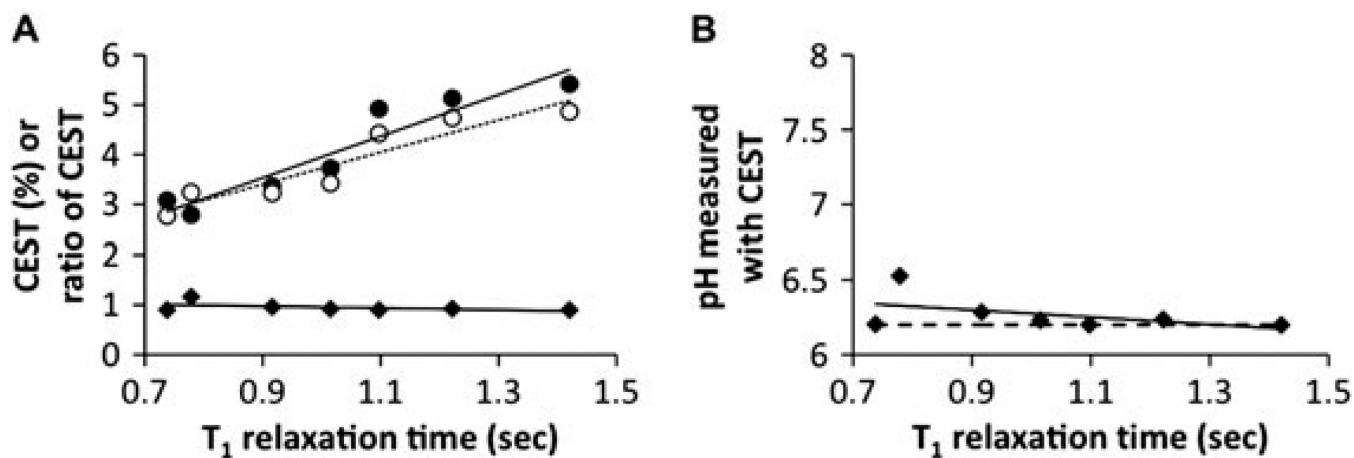 A
CEST (%) or
ratio of CEST
6
5
4
3
2
1
0
0.7 0.9 1.1 1.3 1.5
T₁ relaxation time (sec)
B
pH measured
with CEST
8
7.5
7
6.5
6
0.7 0.9 1.1 1.3 1.5
T₁ relaxation time (sec)